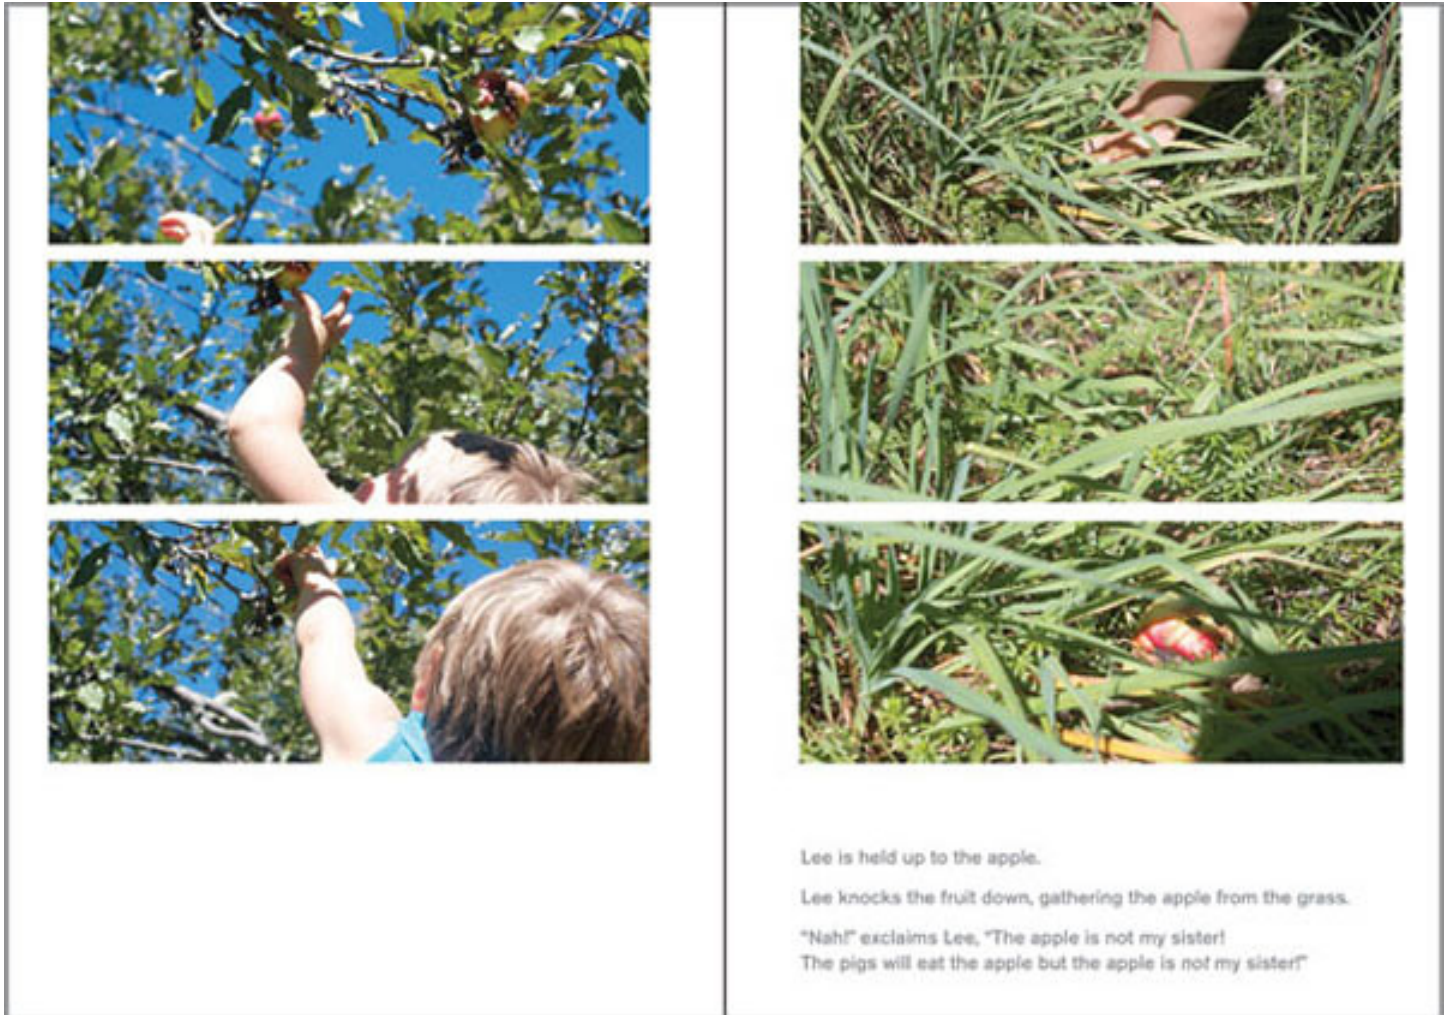 Lee is held up to the apple.
Lee knocks the fruit down, gathering the apple from the grass.
“Nah!” exclaims Lee, “The apple is not my sister!
The pigs will eat the apple but the apple is not my sister!”